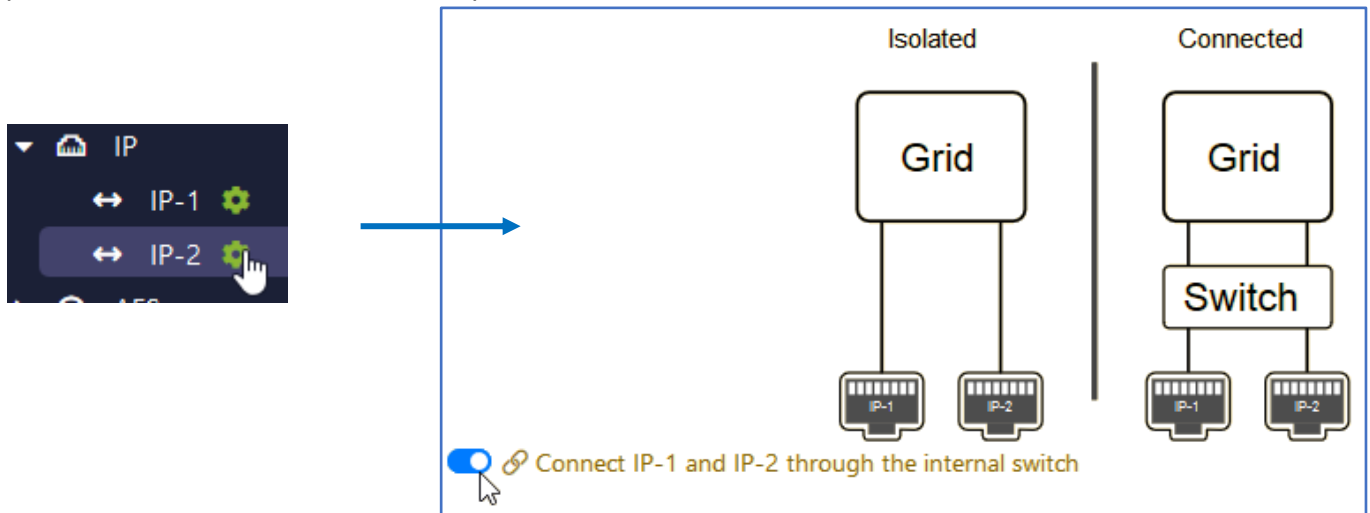 Isolated Connected
Grid Grid
IP
IP-1
IP-2
Switch
IP-1 IP-2 IP-1 IP-2
Connect IP-1 and IP-2 through the internal switch